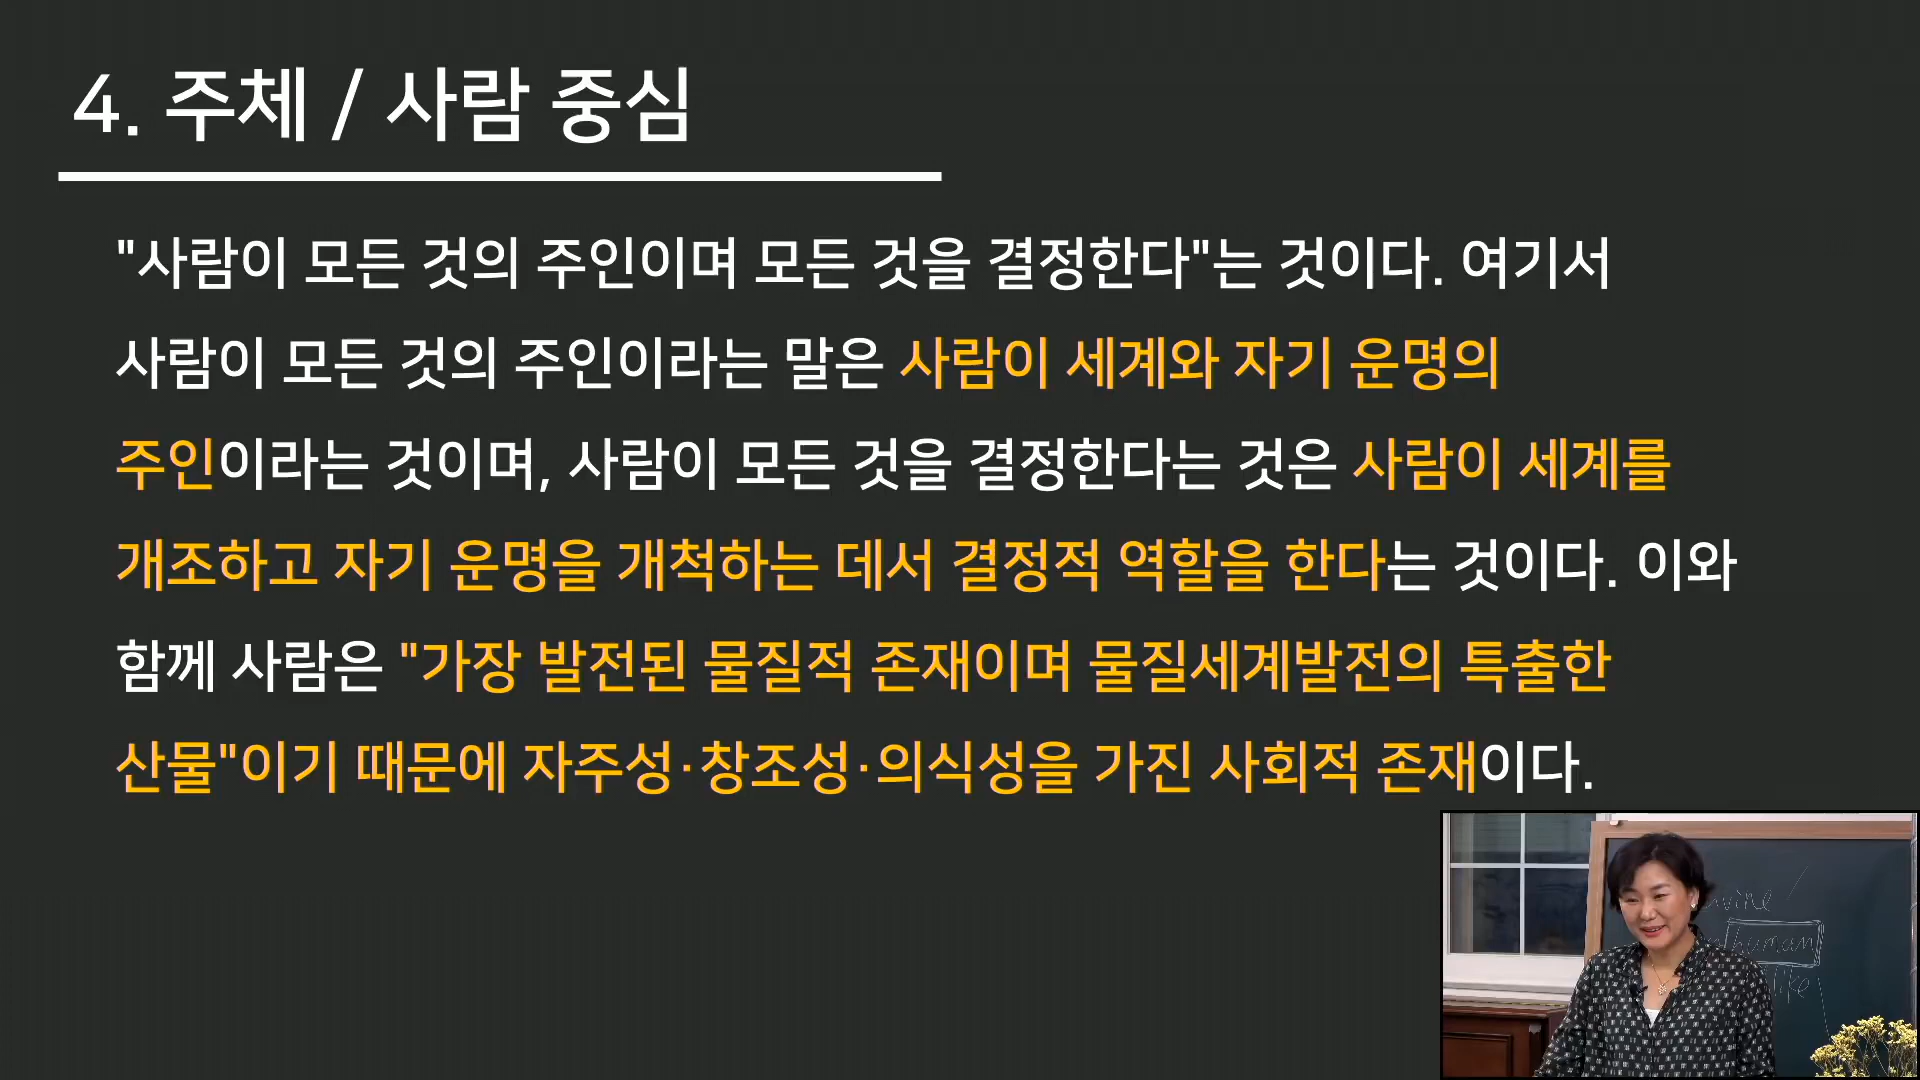 4. 주체 / 사람 중심
"사람이 모든 것의 주인이며 모든 것을 결정한다"는 것이다. 여기서
사람이 모든 것의 주인이라는 말은 사람이 세계와 자기 운명의
주인이라는 것이며, 사람이 모든 것을 결정한다는 것은 사람이 세계를
개조하고 자기 운명을 개척하는 데서 결정적 역할을 한다는 것이다. 이와
함께 사람은 "가장 발전된 물질적 존재이며 물질세계발전의 특출한
산물"이기 때문에 자주성·창조성·의식성을 가진 사회적 존재이다.
human
like